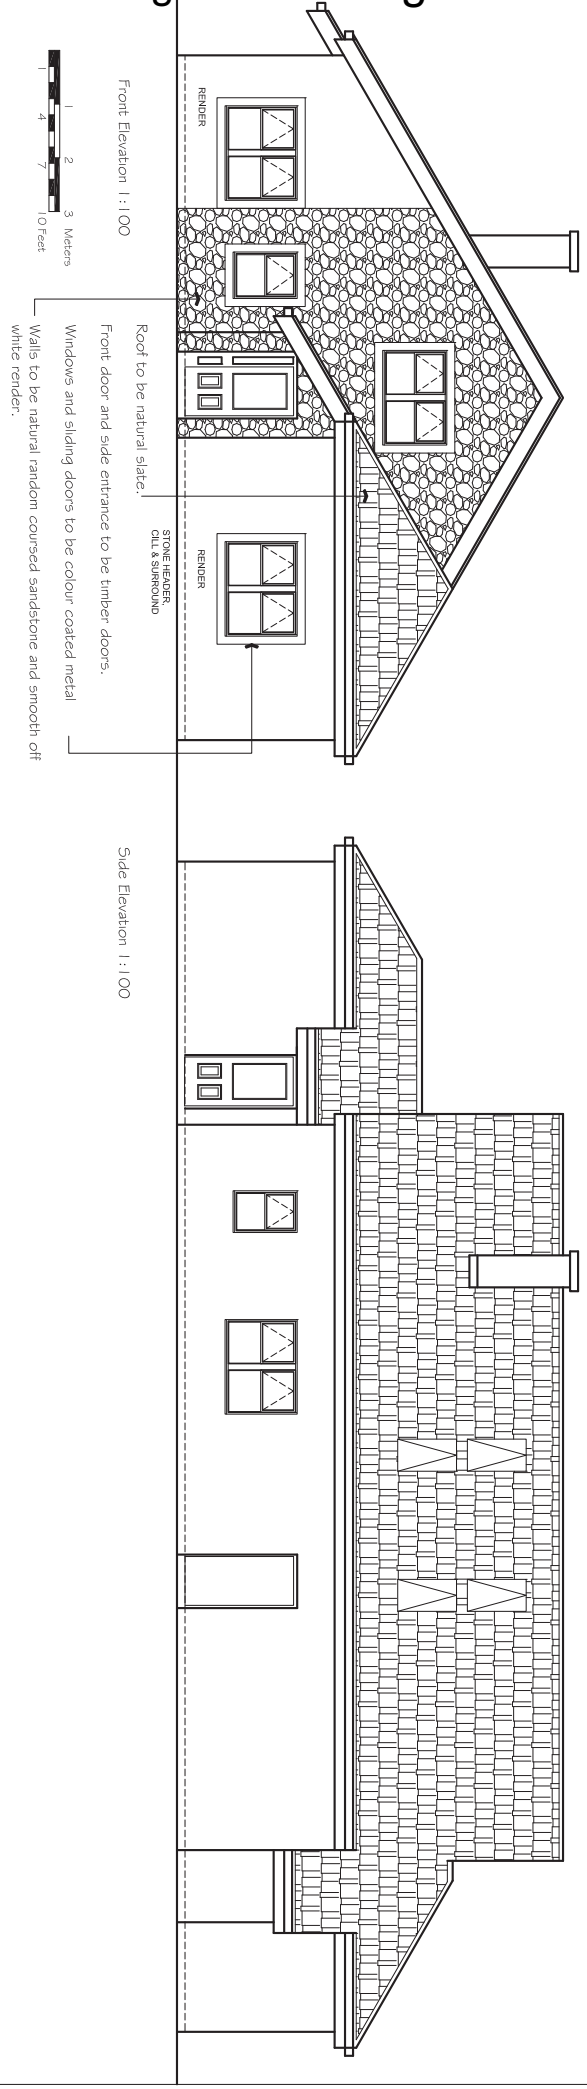 Front Elevation 1:100
RENDER
1 2 3 Meters
1 4 7 10 Feet
Roof to be natural slate.
Front door and side entrance to be timber doors.
Windows and sliding doors to be colour coated metal
Walls to be natural random coursed sandstone and smooth off
white render.
STONE HEADER,
CILL & SURROUND
RENDER
Side Elevation 1:100